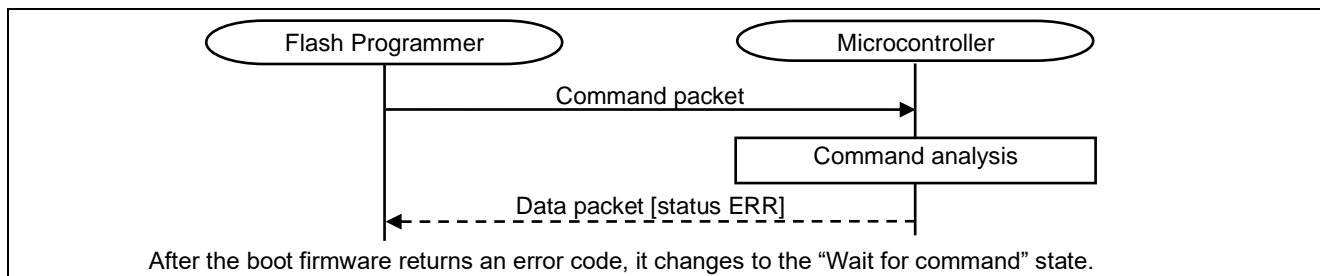 Flash Programmer
Microcontroller
Command packet
Command analysis
Data packet [status ERR]
After the boot firmware returns an error code, it changes to the “Wait for command” state.